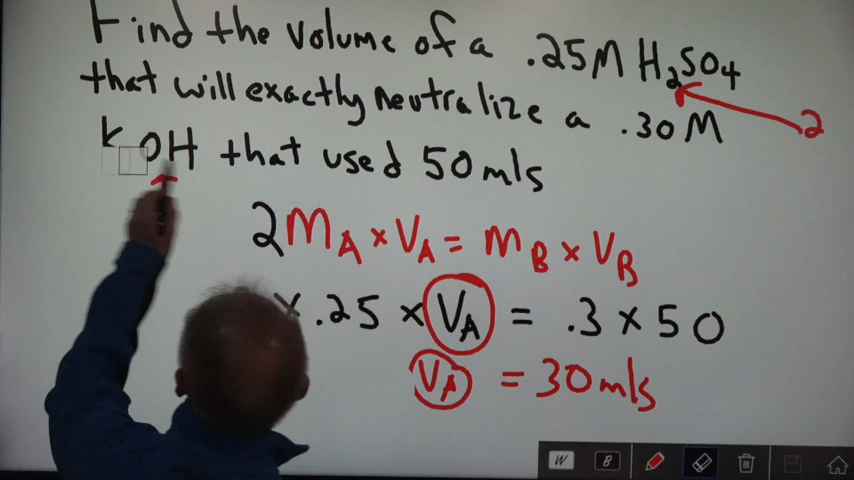 Find the volume of a .25M H2SO4
2
that will exactly neutralize a .30 M
KOH that used 50 mls
2MA × VA = MB × VB
× .25 × VA = .3 × 50
VA = 30 mls
W B